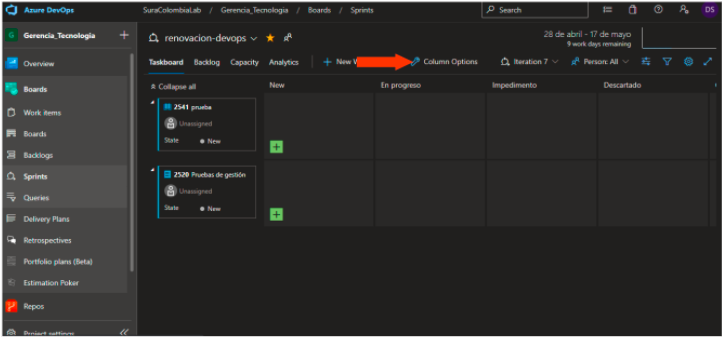 Azure DevOps
SuraColombiaLab / Gerencia_Tecnologia / Boards / Sprints
Search
DS
G Gerencia_Tecnologia +
renovacion-devops
28 de abril - 17 de mayo
9 work days remaining
Overview
Taskboard Backlog Capacity Analytics + New Column Options Iteration 7 Person: All
Boards
Collapse all New En progreso Impedimento Descartado
Work items
2541 prueba
Unassigned
State New
Boards
Backlogs
Sprints
2520 Pruebas de gestión
Unassigned
State New
Queries
Delivery Plans
Retrospectives
Portfolio plans (Beta)
Estimation Poker
Repos
Project settings